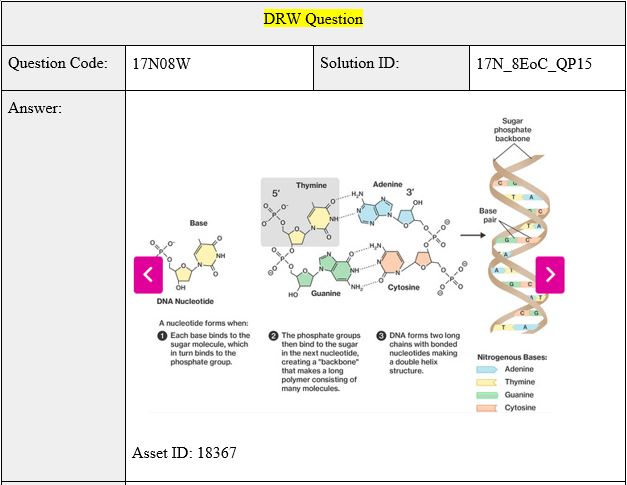 DRW Question
Question Code:
17N08W
Solution ID:
17N_8EoC_QP15
Answer:
Sugar
phosphate
backbone
Thymine
Adenine
5'
3'
Base
Base
pair
DNA Nucleotide
Guanine
Cytosine
A nucleotide forms when:
1 Each base binds to the
sugar molecule, which
in turn binds to the
phosphate group.
2 The phosphate groups
then bind to the sugar
in the next nucleotide,
creating a "backbone"
that makes a long
polymer consisting of
many molecules.
3 DNA forms two long
chains with bonded
nucleotides making
a double helix
structure.
Nitrogenous Bases:
Adenine
Thymine
Guanine
Cytosine
Asset ID: 18367